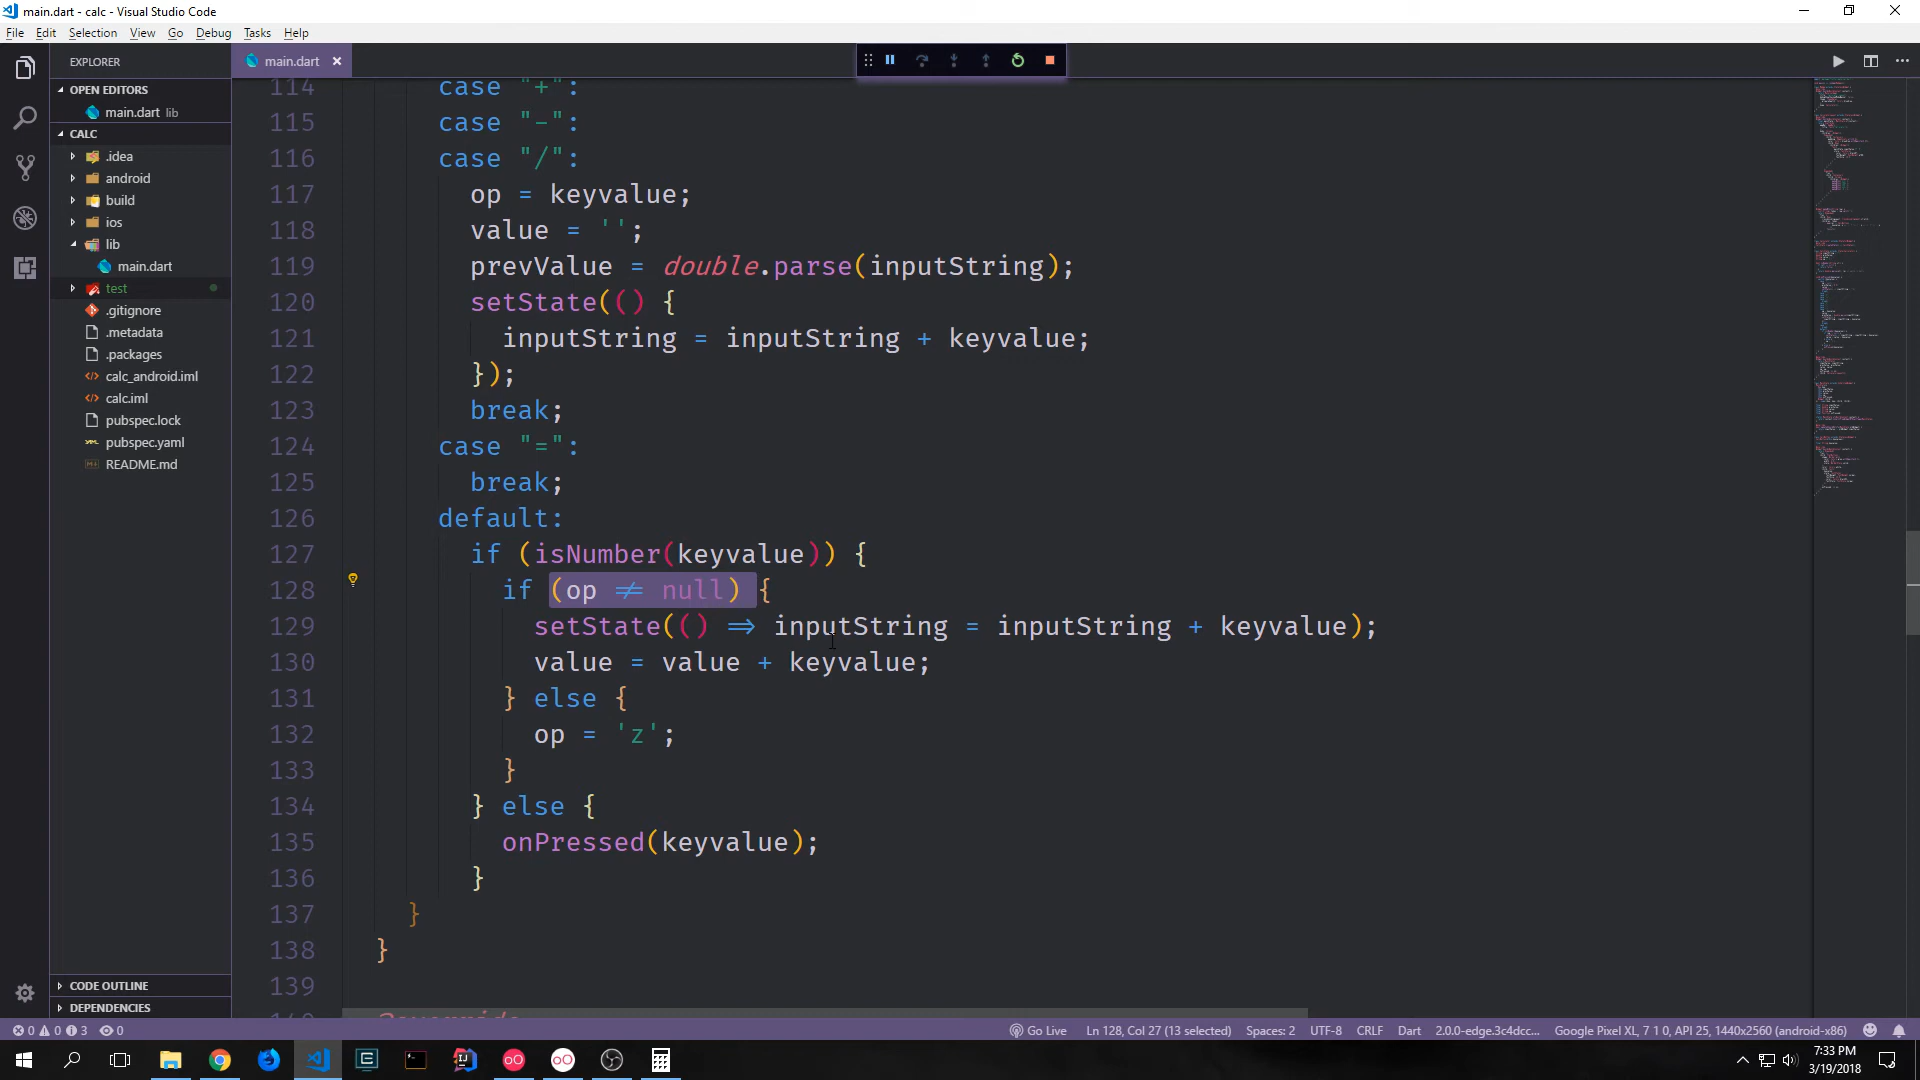 main.dart - calc - Visual Studio Code
File Edit Selection View Go Debug Tasks Help
EXPLORER
OPEN EDITORS
main.dart lib
CALC
.idea
android
build
ios
lib
main.dart
test
.gitignore
.metadata
.packages
calc_android.iml
calc.iml
pubspec.lock
pubspec.yaml
README.md
CODE OUTLINE
DEPENDENCIES
main.dart
114 case "+":
115 case "-":
116 case "/":
117 op = keyvalue;
118 value = '';
119 prevValue = double.parse(inputString);
120 setState(() {
121 inputString = inputString + keyvalue;
122 });
123 break;
124 case "=":
125 break;
126 default:
127 if (isNumber(keyvalue)) {
128 if (op ≠ null) {
129 setState(() ⇒ inputString = inputString + keyvalue);
130 value = value + keyvalue;
131 } else {
132 op = 'z';
133 }
134 } else {
135 onPressed(keyvalue);
136 }
137 }
138 }
139
0 0 3 0 Go Live Ln 128, Col 27 (13 selected) Spaces: 2 UTF-8 CRLF Dart 2.0.0-edge.3c4dcc... Google Pixel XL, 7 1 0, API 25, 1440x2560 (android-x86)
7:33 PM
3/19/2018